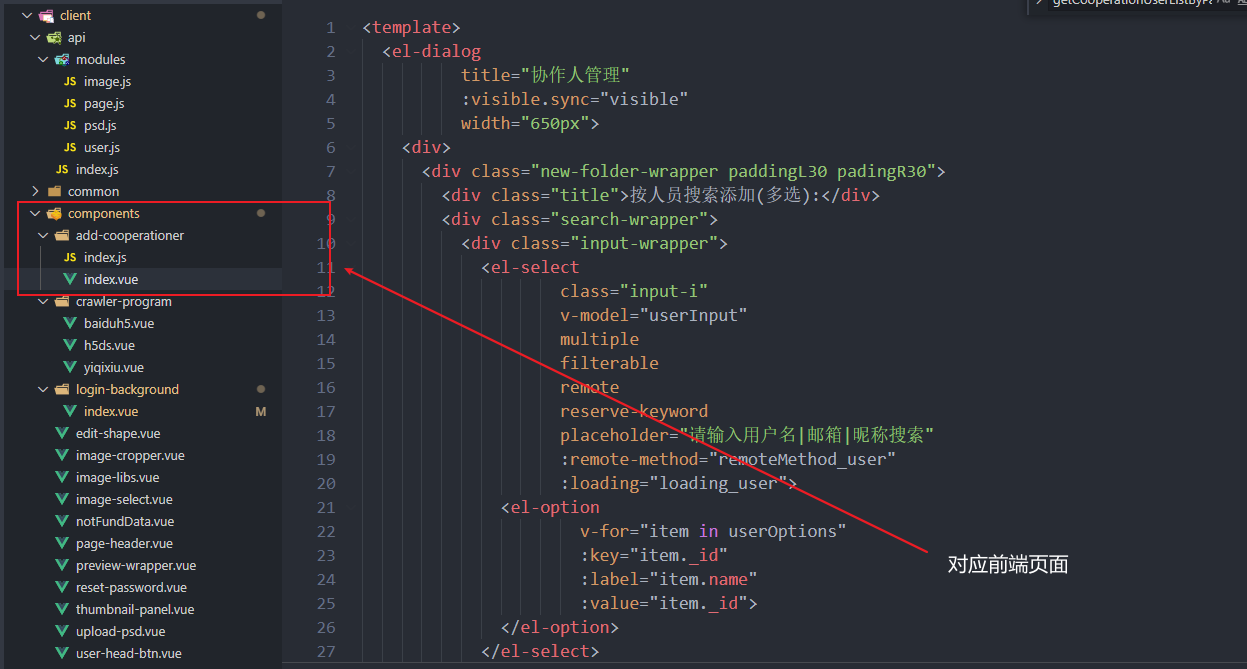 client
api
modules
JS image.js
JS page.js
JS psd.js
JS user.js
JS index.js
common
components
add-cooperationer
JS index.js
index.vue
crawler-program
baiduh5.vue
h5ds.vue
yiqixiu.vue
login-background
index.vue M
edit-shape.vue
image-cropper.vue
image-libs.vue
image-select.vue
notFundData.vue
page-header.vue
preview-wrapper.vue
reset-password.vue
thumbnail-panel.vue
upload-psd.vue
user-head-btn.vue
1 <template>
2 <el-dialog
3 title="协作人管理"
4 :visible.sync="visible"
5 width="650px">
6 <div>
7 <div class="new-folder-wrapper paddingL30 padingR30">
8 <div class="title">按人员搜索添加(多选):</div>
9 <div class="search-wrapper">
10 <div class="input-wrapper">
11 <el-select
12 class="input-i"
13 v-model="userInput"
14 multiple
15 filterable
16 remote
17 reserve-keyword
18 placeholder="请输入用户名|邮箱|昵称搜索"
19 :remote-method="remoteMethod_user"
20 :loading="loading_user">
21 <el-option
22 v-for="item in userOptions"
23 :key="item._id"
24 :label="item.name"
25 :value="item._id">
26 </el-option>
27 </el-select>
对应前端页面